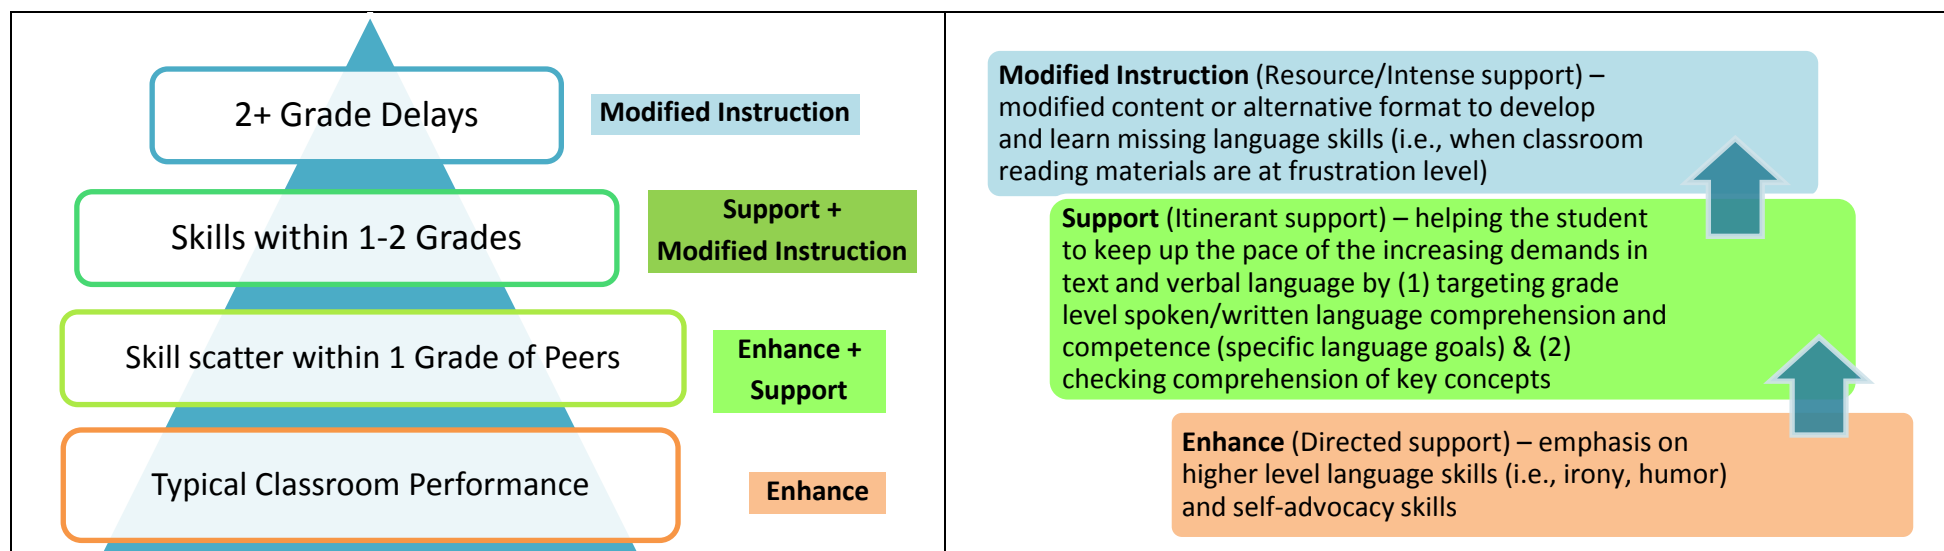 2+ Grade Delays
Modified Instruction
Skills within 1-2 Grades
Support +
Modified Instruction
Skill scatter within 1 Grade of Peers
Enhance +
Support
Typical Classroom Performance
Enhance
Modified Instruction (Resource/Intense support) –
modified content or alternative format to develop
and learn missing language skills (i.e., when classroom
reading materials are at frustration level)
Support (Itinerant support) – helping the student
to keep up the pace of the increasing demands in
text and verbal language by (1) targeting grade
level spoken/written language comprehension and
competence (specific language goals) & (2)
checking comprehension of key concepts
Enhance (Directed support) – emphasis on
higher level language skills (i.e., irony, humor)
and self-advocacy skills